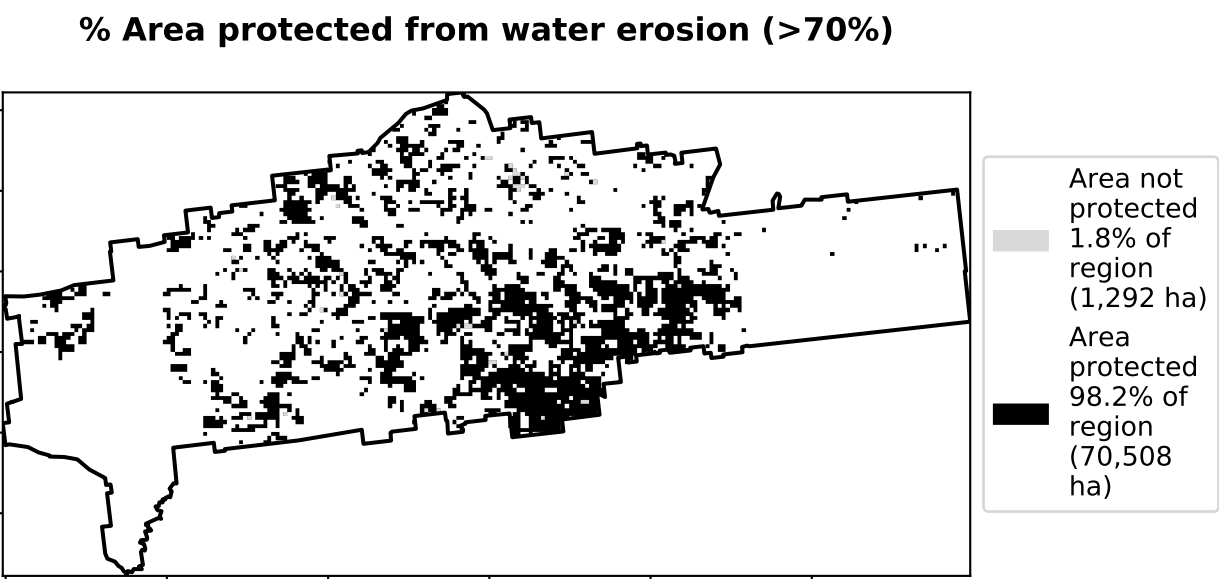 % Area protected from water erosion (>70%)
Area not
protected
1.8% of
region
(1,292 ha)
Area
protected
98.2% of
region
(70,508
ha)